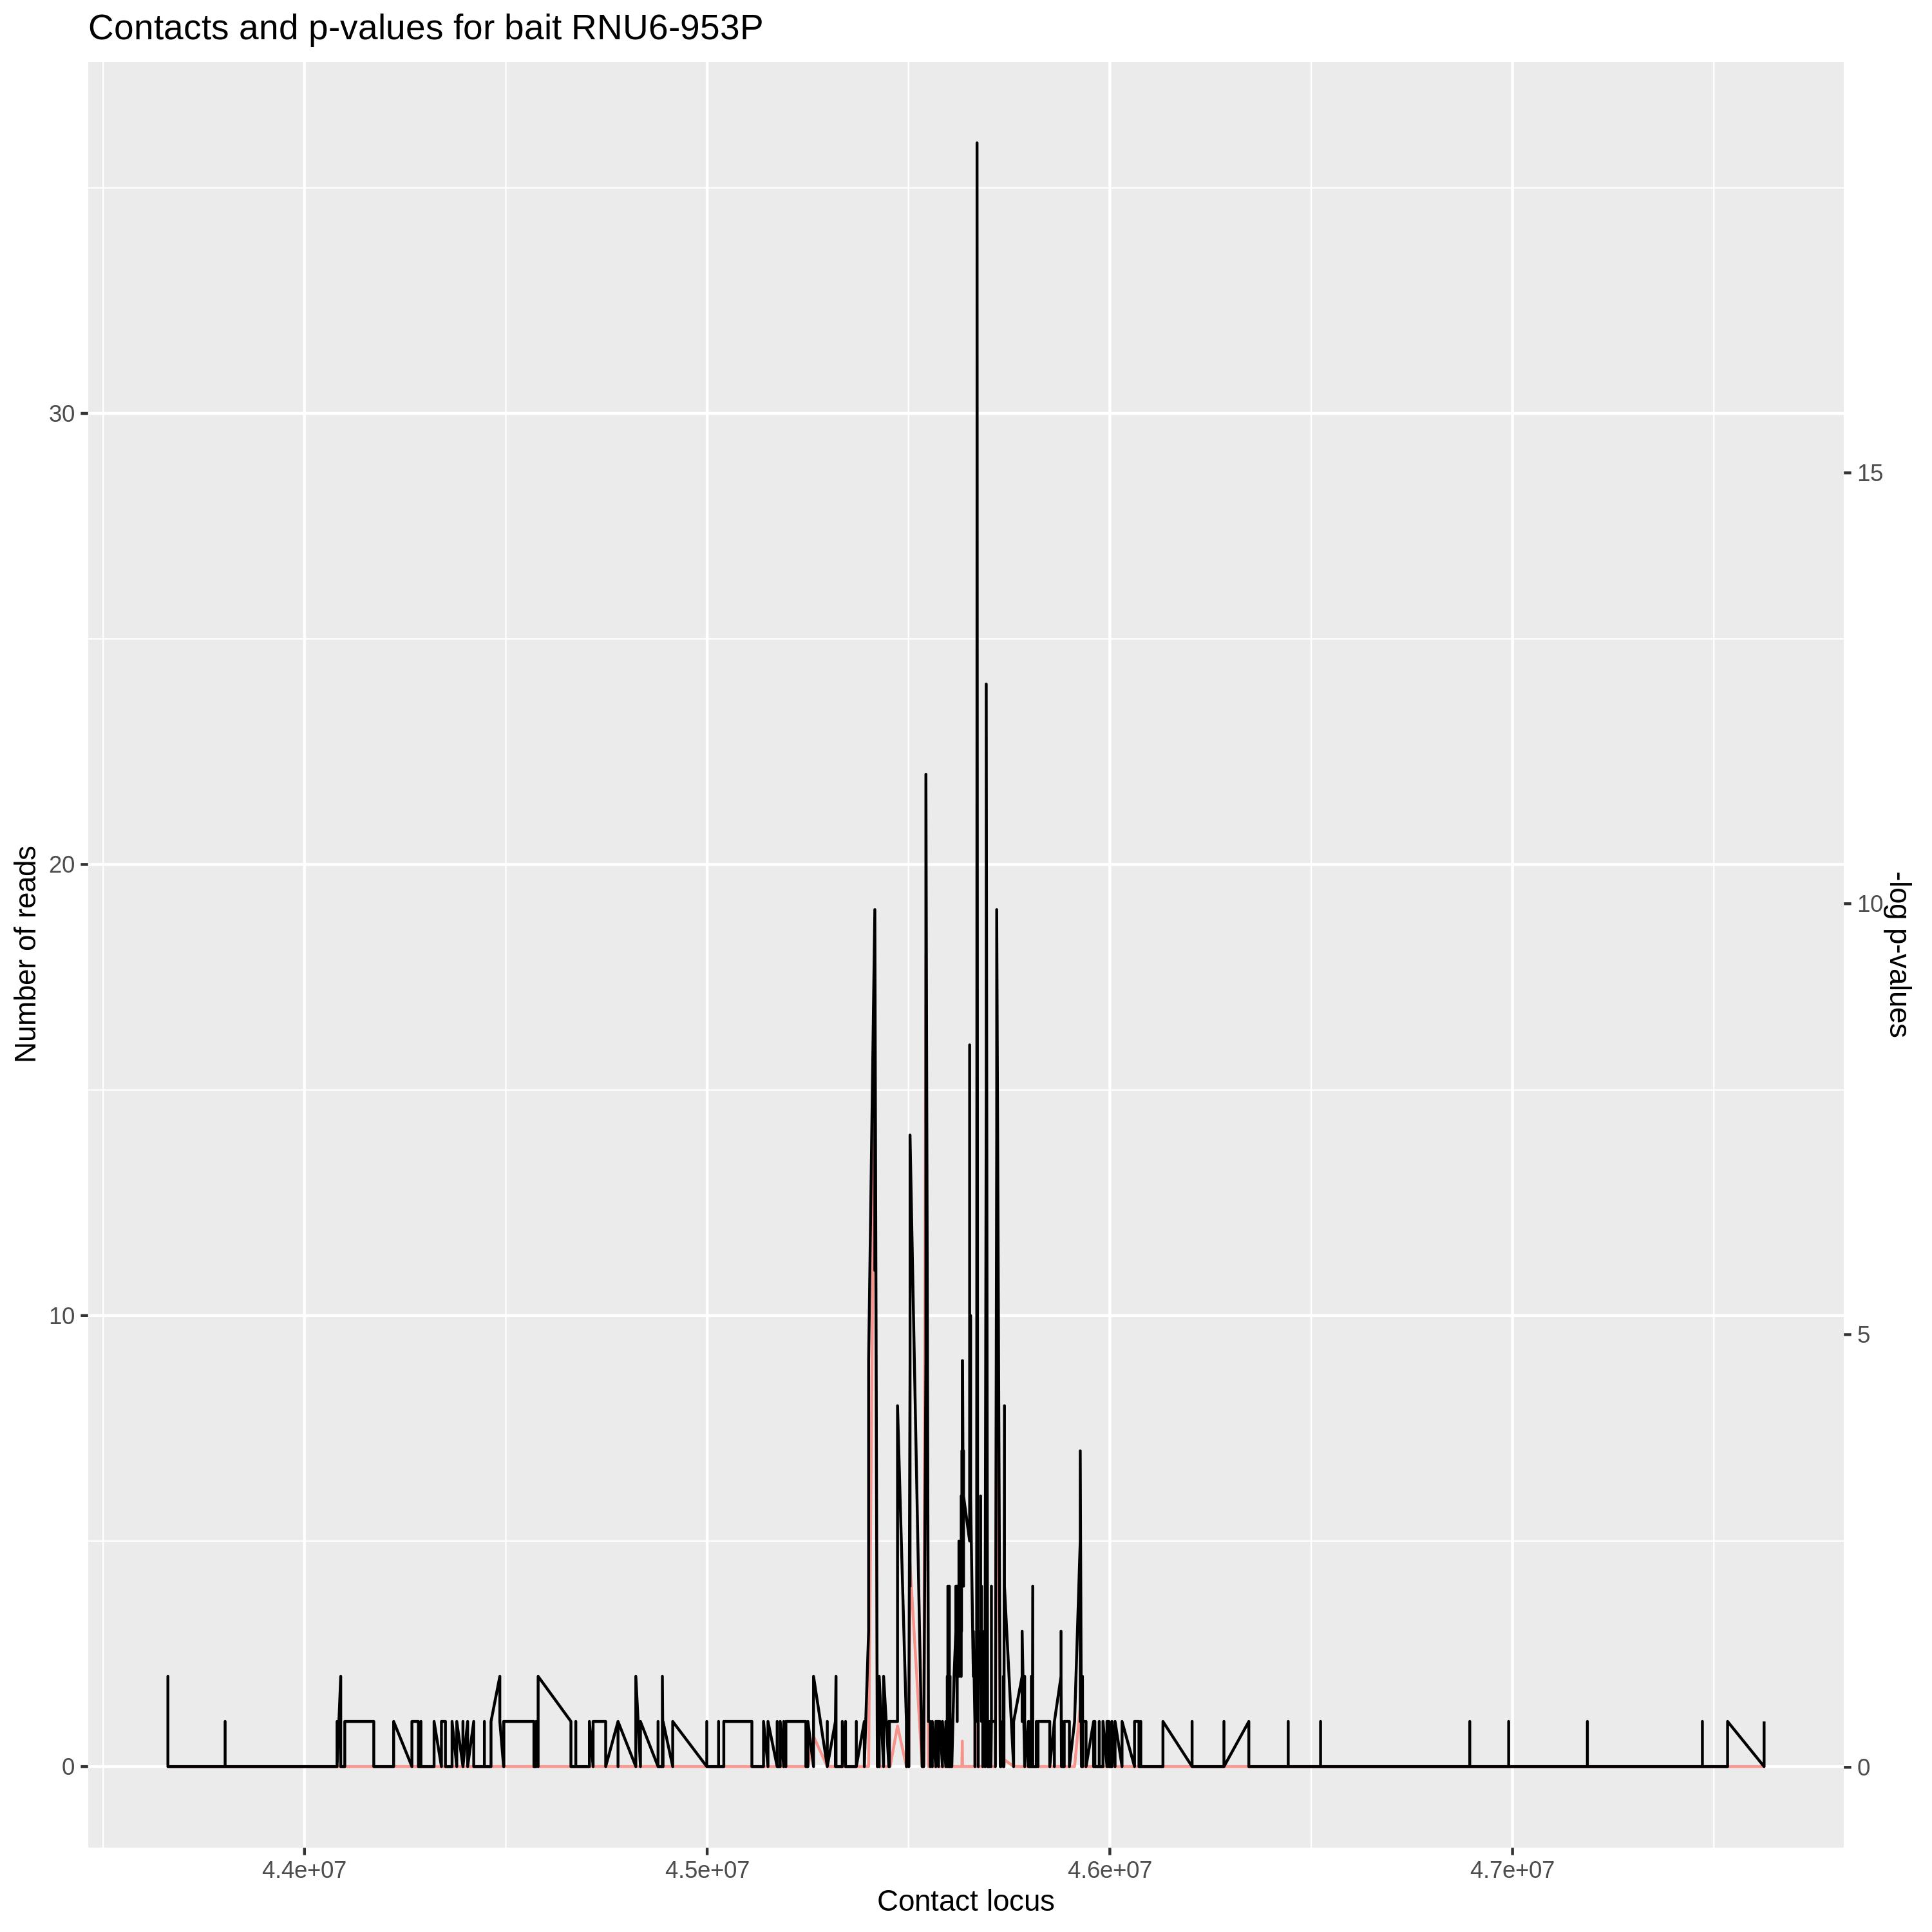 Contacts and p-values for bait RNU6-953P
Number of reads
30
20
10
0
15
10
5
0
-log p-values
4.4e+07
4.5e+07
4.6e+07
4.7e+07
Contact locus